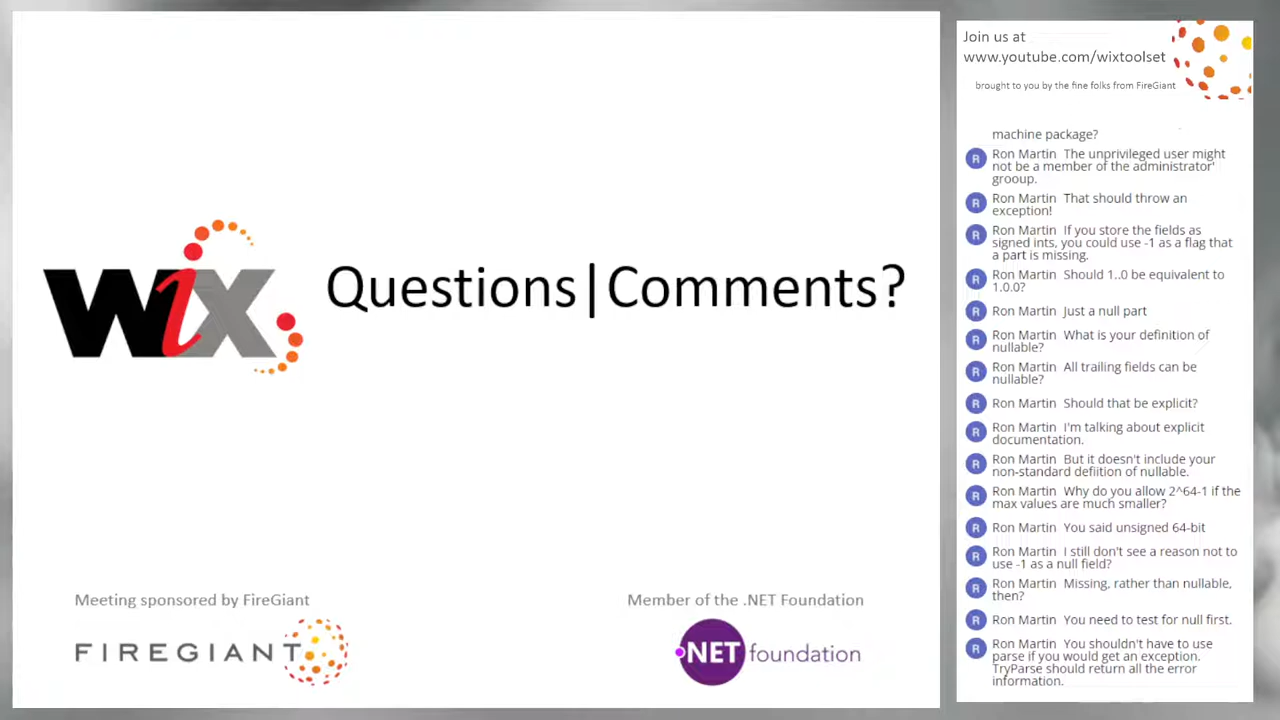 WiX
Questions|Comments?
Meeting sponsored by FireGiant
FIREGIANT
Member of the .NET Foundation
.NET foundation
Join us at
www.youtube.com/wixtoolset
brought to you by the fine folks from FireGiant
machine package?
R Ron Martin The unprivileged user might
not be a member of the administrator'
grooup.
R Ron Martin That should throw an
exception!
R Ron Martin If you store the fields as
signed ints, you could use -1 as a flag that
a part is missing.
R Ron Martin Should 1..0 be equivalent to
1.0.0?
R Ron Martin Just a null part
R Ron Martin What is your definition of
nullable?
R Ron Martin All trailing fields can be
nullable?
R Ron Martin Should that be explicit?
R Ron Martin I'm talking about explicit
documentation.
R Ron Martin But it doesn't include your
non-standard defiition of nullable.
R Ron Martin Why do you allow 2^64-1 if the
max values are much smaller?
R Ron Martin You said unsigned 64-bit
R Ron Martin I still don't see a reason not to
use -1 as a null field?
R Ron Martin Missing, rather than nullable,
then?
R Ron Martin You need to test for null first.
R Ron Martin You shouldn't have to use
parse if you would get an exception.
TryParse should return all the error
information.